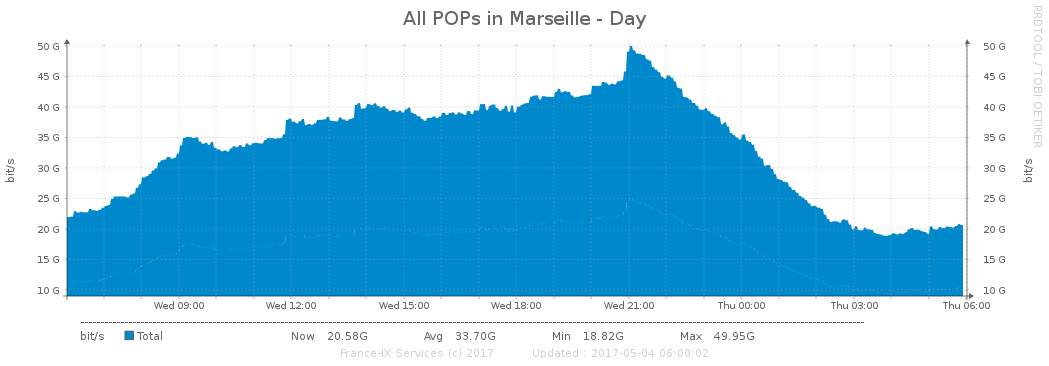 All POPs in Marseille - Day
RRDTOOL / TOBI OETIKER
bit/s
50 G
45 G
40 G
35 G
30 G
25 G
20 G
15 G
10 G
50 G
45 G
40 G
35 G
30 G
25 G
20 G
15 G
10 G
bit/s
Wed 09:00 Wed 12:00 Wed 15:00 Wed 18:00 Wed 21:00 Thu 00:00 Thu 03:00 Thu 06:00
bit/s Total Now 20.58G Avg 33.70G Min 18.82G Max 49.95G
France-IX Services (c) 2017 Updated : 2017-05-04 06:00:02